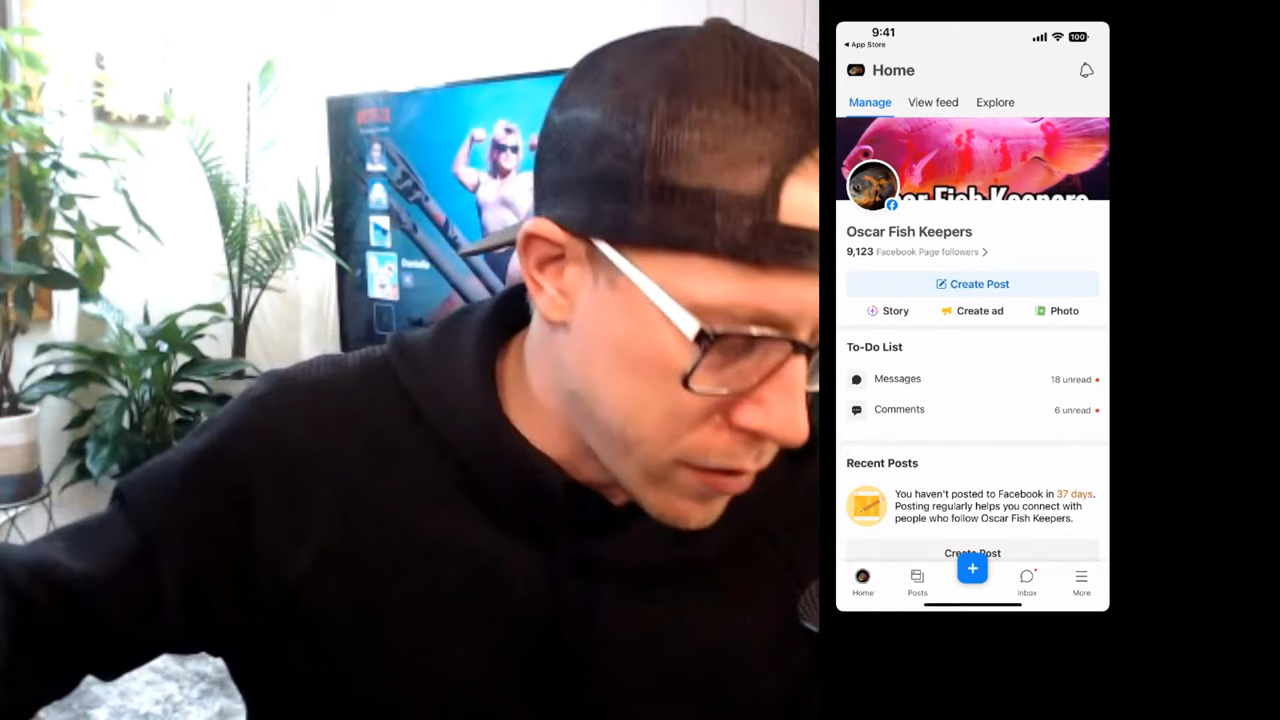 NETFLIX
Danielle
9:41
100
◄ App Store
Home
Manage
View feed
Explore
Oscar Fish Keepers
9,123 Facebook Page followers
Create Post
Story
Create ad
Photo
To-Do List
Messages
18 unread
Comments
6 unread
Recent Posts
You haven't posted to Facebook in 37 days.
Posting regularly helps you connect with
people who follow Oscar Fish Keepers.
Create Post
Home
Posts
Inbox
More